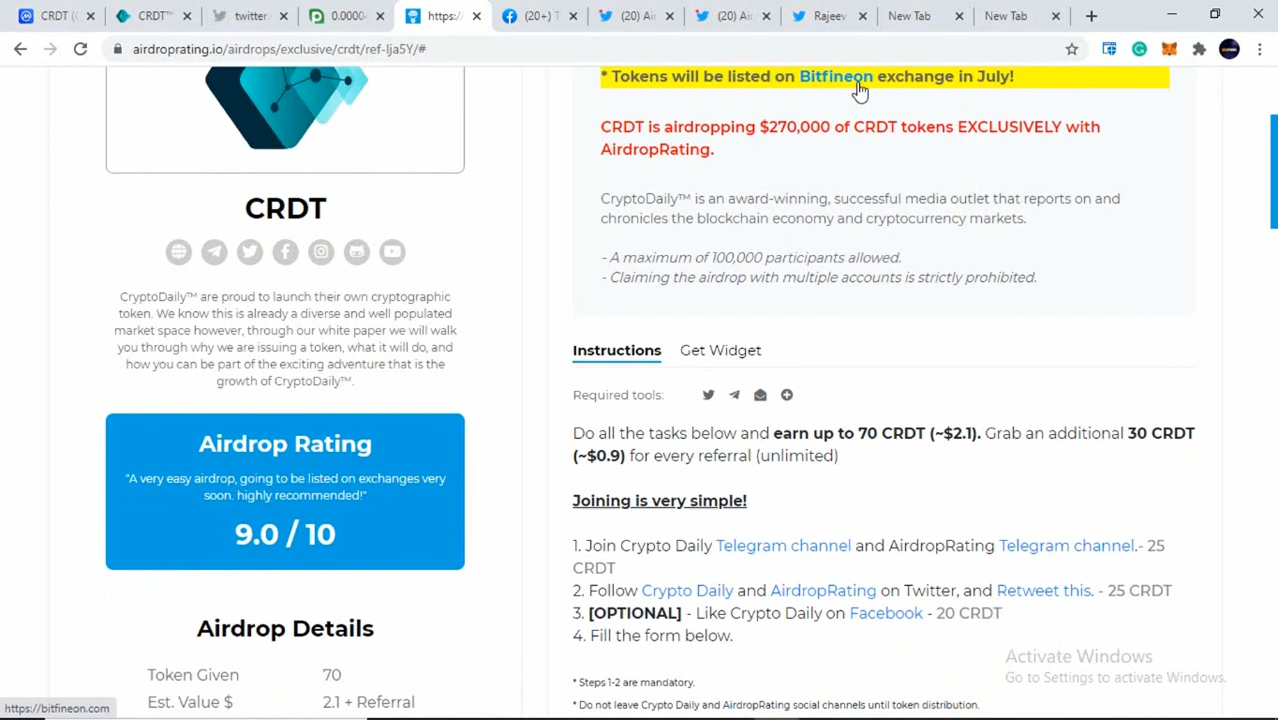 CRDT (
CRDT™
twitter.
0.0000
https:/
(20+) T
(20) Ai
(20) Ai
Rajeev
New Tab
New Tab
airdroprating.io/airdrops/exclusive/crdt/ref-Ija5Y/#
* Tokens will be listed on Bitfineon exchange in July!
CRDT is airdropping $270,000 of CRDT tokens EXCLUSIVELY with
AirdropRating.
CryptoDaily™ is an award-winning, successful media outlet that reports on and
chronicles the blockchain economy and cryptocurrency markets.
- A maximum of 100,000 participants allowed.
- Claiming the airdrop with multiple accounts is strictly prohibited.
CRDT
CryptoDaily™ are proud to launch their own cryptographic
token. We know this is already a diverse and well populated
market space however, through our white paper we will walk
you through why we are issuing a token, what it will do, and
how you can be part of the exciting adventure that is the
growth of CryptoDaily™.
Airdrop Rating
"A very easy airdrop, going to be listed on exchanges very
soon. highly recommended!"
9.0 / 10
Airdrop Details
Token Given 70
Est. Value $ 2.1 + Referral
Instructions Get Widget
Required tools:
Do all the tasks below and earn up to 70 CRDT (~$2.1). Grab an additional 30 CRDT
(~$0.9) for every referral (unlimited)
Joining is very simple!
1. Join Crypto Daily Telegram channel and AirdropRating Telegram channel.- 25
CRDT
2. Follow Crypto Daily and AirdropRating on Twitter, and Retweet this. - 25 CRDT
3. [OPTIONAL] - Like Crypto Daily on Facebook - 20 CRDT
4. Fill the form below.
* Steps 1-2 are mandatory.
* Do not leave Crypto Daily and AirdropRating social channels until token distribution.
Activate Windows
Go to Settings to activate Windows.
https://bitfineon.com